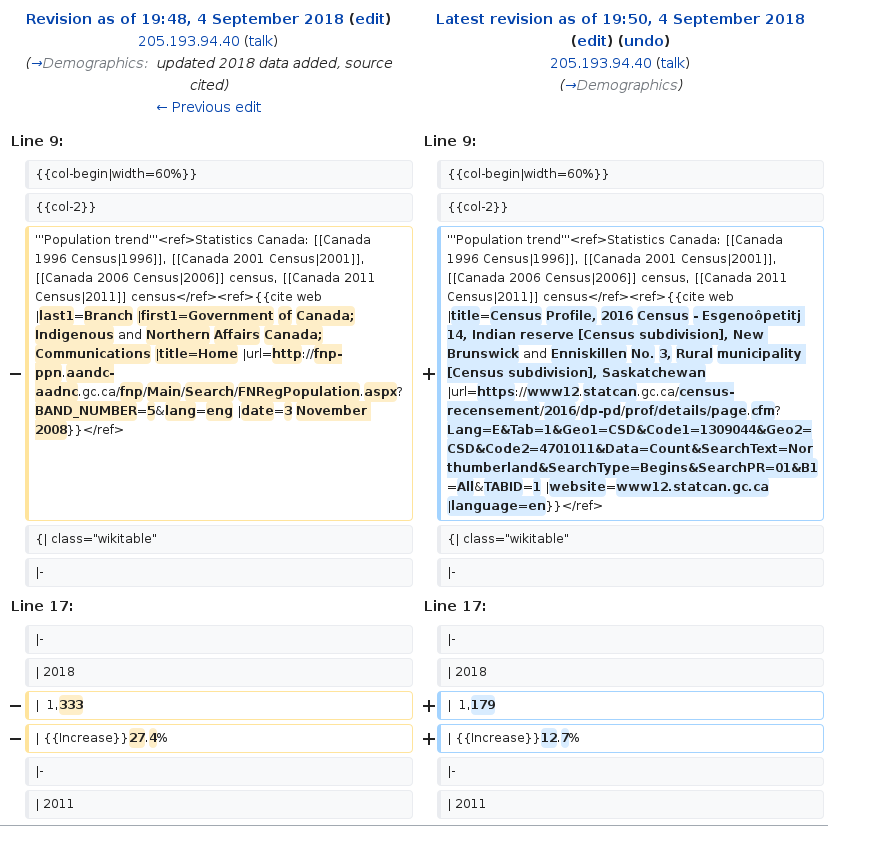 Revision as of 19:48, 4 September 2018 (edit)
205.193.94.40 (talk)
(→Demographics: updated 2018 data added, source
cited)
← Previous edit
Latest revision as of 19:50, 4 September 2018
(edit) (undo)
205.193.94.40 (talk)
(→Demographics)
Line 9:
Line 9:
{{col-begin|width=60%}}
{{col-begin|width=60%}}
{{col-2}}
{{col-2}}
−
'''Population trend'''<ref>Statistics Canada: [[Canada
1996 Census|1996]], [[Canada 2001 Census|2001]],
[[Canada 2006 Census|2006]] census, [[Canada 2011
Census|2011]] census</ref><ref>{{cite web
|last1=Branch |first1=Government of Canada;
Indigenous and Northern Affairs Canada;
Communications |title=Home |url=http://fnp-
ppn.aandc-
aadnc.gc.ca/fnp/Main/Search/FNRegPopulation.aspx?
BAND_NUMBER=5&lang=eng |date=3 November
2008}}</ref>
+
'''Population trend'''<ref>Statistics Canada: [[Canada
1996 Census|1996]], [[Canada 2001 Census|2001]],
[[Canada 2006 Census|2006]] census, [[Canada 2011
Census|2011]] census</ref><ref>{{cite web
|title=Census Profile, 2016 Census - Esgenoôpetitj
14, Indian reserve [Census subdivision], New
Brunswick and Enniskillen No. 3, Rural municipality
[Census subdivision], Saskatchewan
|url=https://www12.statcan.gc.ca/census-
recensement/2016/dp-pd/prof/details/page.cfm?
Lang=E&Tab=1&Geo1=CSD&Code1=1309044&Geo2=
CSD&Code2=4701011&Data=Count&SearchText=Nor
thumberland&SearchType=Begins&SearchPR=01&B1
=All&TABID=1 |website=www12.statcan.gc.ca
|language=en}}</ref>
{| class="wikitable"
{| class="wikitable"
|-
|-
Line 17:
Line 17:
|-
|-
| 2018
| 2018
− | 1,333
+ | 1,179
− | {{Increase}}27.4%
+ | {{Increase}}12.7%
|-
|-
| 2011
| 2011